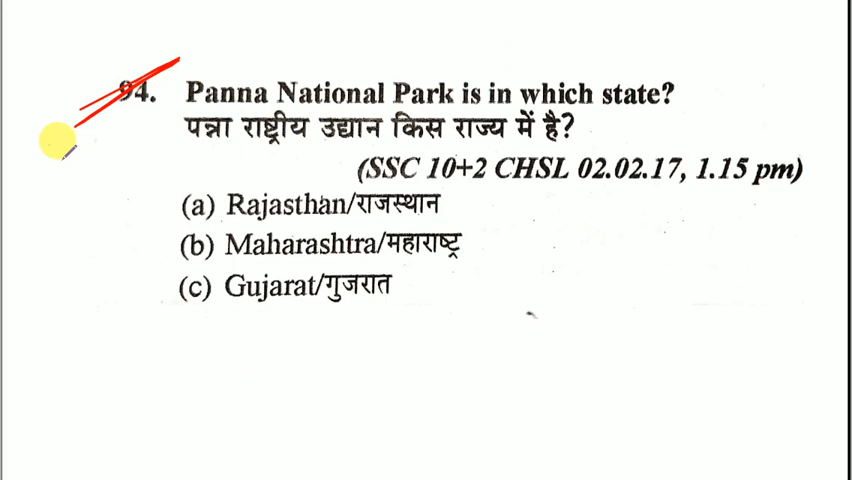 94. Panna National Park is in which state?
पन्ना राष्ट्रीय उद्यान किस राज्य में है?
(SSC 10+2 CHSL 02.02.17, 1.15 pm)
(a) Rajasthan/राजस्थान
(b) Maharashtra/महाराष्ट्र
(c) Gujarat/गुजरात